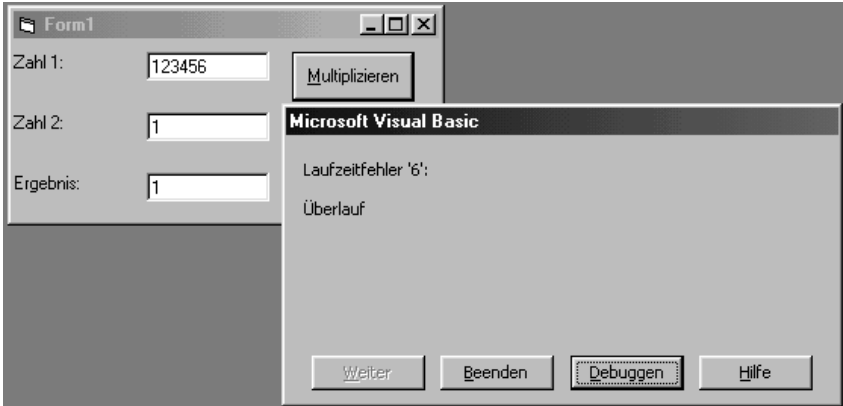 Form1
Zahl 1:
123456
Multiplizieren
Zahl 2:
1
Ergebnis:
1
Microsoft Visual Basic
Laufzeitfehler '6':
Überlauf
Weiter
Beenden
Debuggen
Hilfe